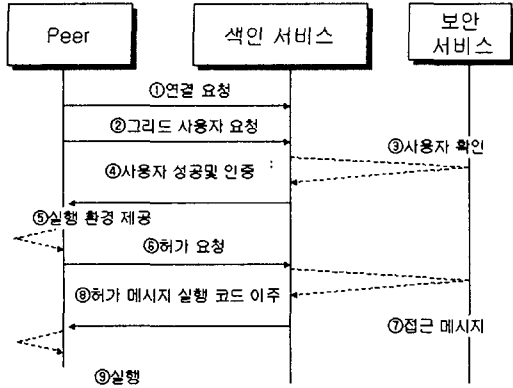 Peer
색인 서비스
보안
서비스
①연결 요청
②그리드 사용자 요청
③사용자 확인
④사용자 성공및 인증
⑤실행 환경 제공
⑥허가 요청
⑧허가 메시지 실행 코드 이주
⑦접근 메시지
⑨실행